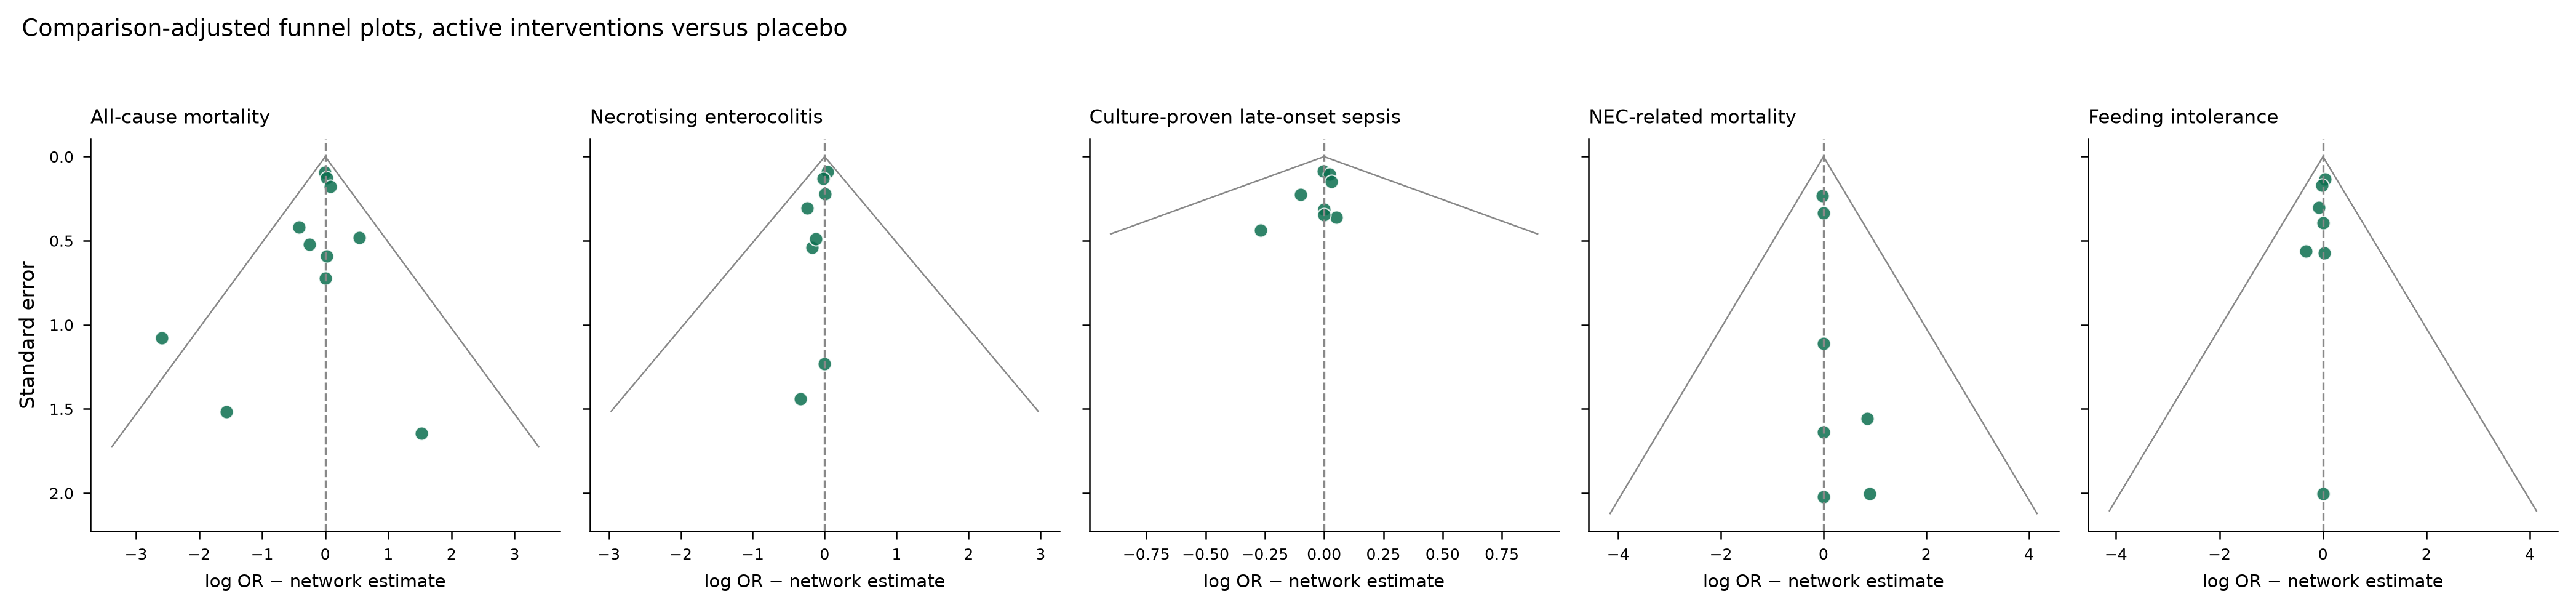 Comparison-adjusted funnel plots, active interventions versus placebo
All-cause mortality
Necrotising enterocolitis
Culture-proven late-onset sepsis
NEC-related mortality
Feeding intolerance
Standard error
0.0
0.5
1.0
1.5
2.0
−3 −2 −1 0 1 2 3
−3 −2 −1 0 1 2 3
−0.75 −0.50 −0.25 0.00 0.25 0.50 0.75
−4 −2 0 2 4
−4 −2 0 2 4
log OR − network estimate
log OR − network estimate
log OR − network estimate
log OR − network estimate
log OR − network estimate